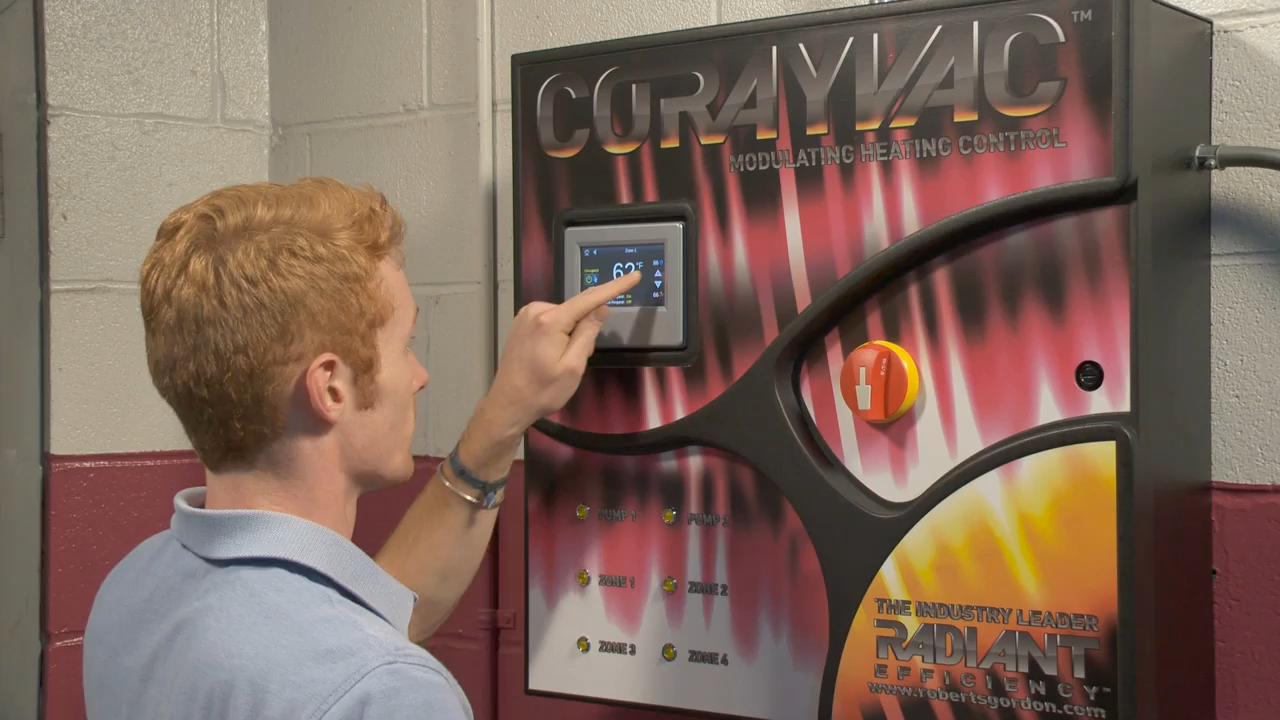 CORAYVAC™
MODULATING HEATING CONTROL
Zone 1
62°F
PUMP 1
PUMP 2
ZONE 1
ZONE 2
ZONE 3
ZONE 4
THE INDUSTRY LEADER
RADIANT
EFFICIENCY™
www.robertsgordon.com